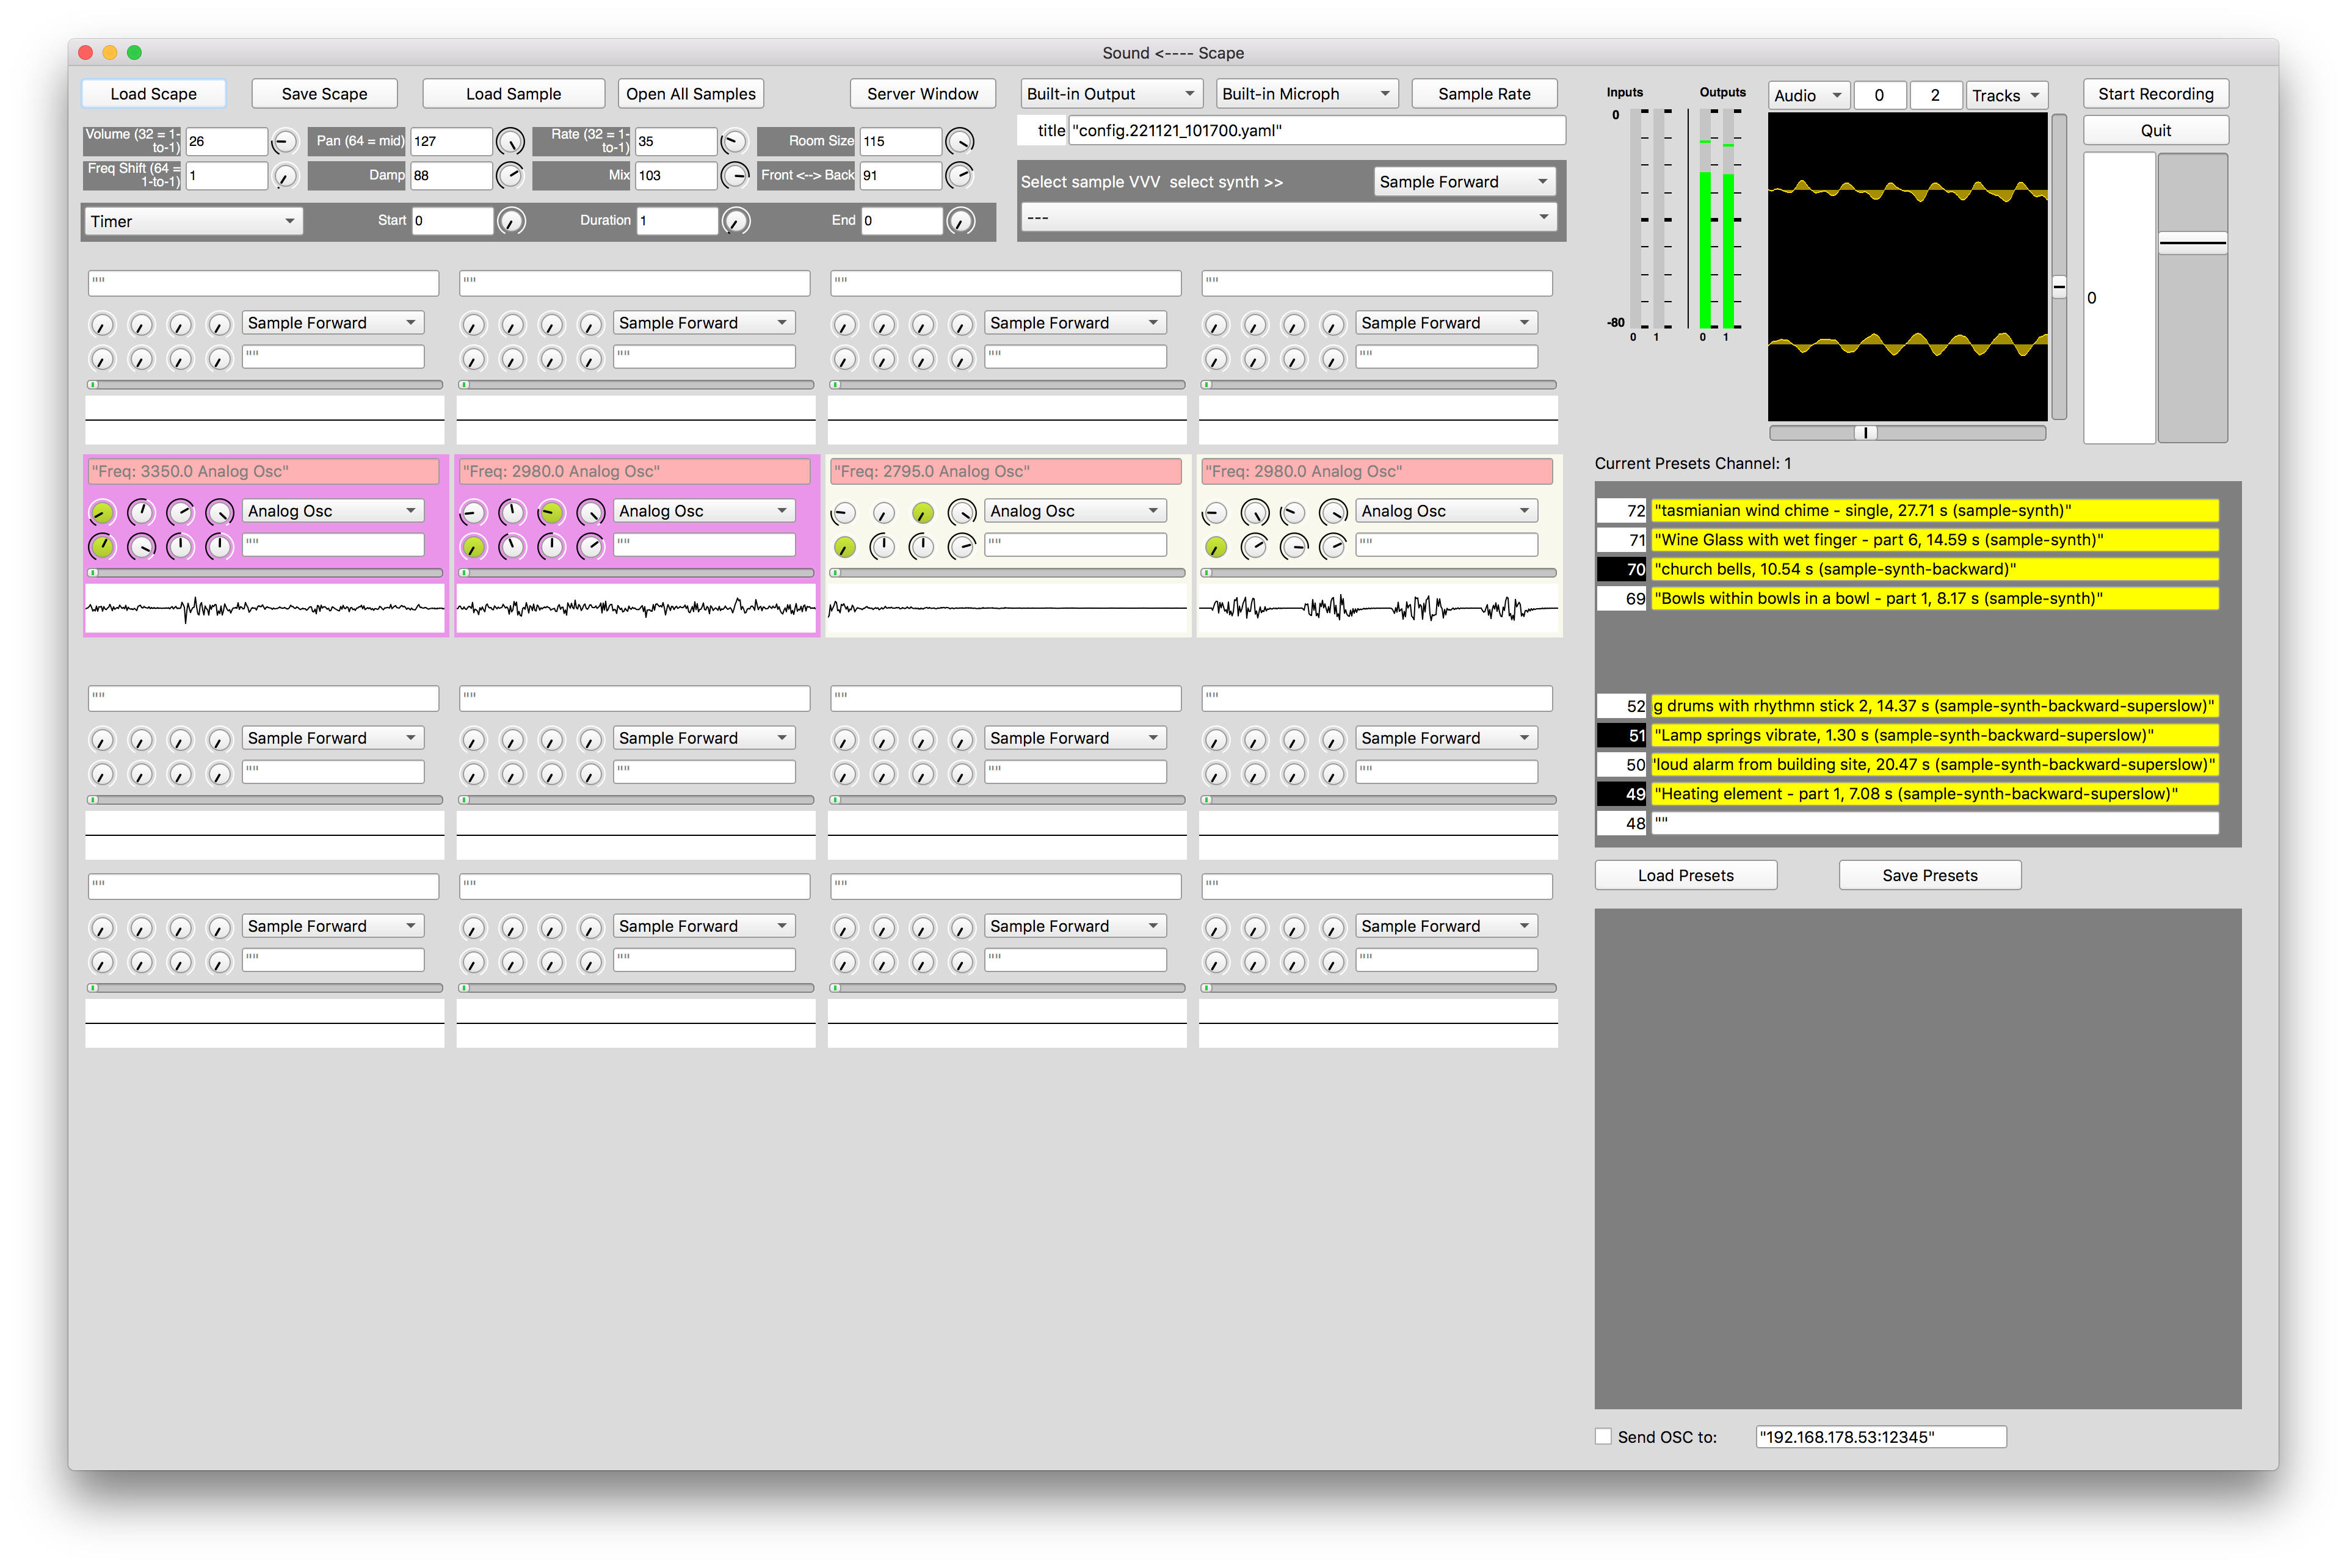 Sound <---- Scape
Load Scape
Save Scape
Load Sample
Open All Samples
Server Window
Built-in Output
Built-in Microph
Sample Rate
Volume (32 = 1-
to-1)
26
Pan (64 = mid)
127
Rate (32 = 1-
to-1)
35
Room Size
115
Freq Shift (64 =
1-to-1)
1
Damp
88
Mix
103
Front <--> Back
91
title "config.221121_101700.yaml"
Select sample VVV select synth >>
Sample Forward
---
Timer
Start
0
Duration
1
End
0
Inputs
Outputs
0
-80
0 1
0 1
Audio
0
2
Tracks
Start Recording
Quit
0
""
""
""
""
Sample Forward
Sample Forward
Sample Forward
Sample Forward
""
""
""
""
"Freq: 3350.0 Analog Osc"
"Freq: 2980.0 Analog Osc"
"Freq: 2795.0 Analog Osc"
"Freq: 2980.0 Analog Osc"
Analog Osc
Analog Osc
Analog Osc
Analog Osc
""
""
""
""
""
""
""
""
Sample Forward
Sample Forward
Sample Forward
Sample Forward
""
""
""
""
""
""
""
""
Sample Forward
Sample Forward
Sample Forward
Sample Forward
""
""
""
""
Current Presets Channel: 1
72 "tasmianian wind chime - single, 27.71 s (sample-synth)"
71 "Wine Glass with wet finger - part 6, 14.59 s (sample-synth)"
70 "church bells, 10.54 s (sample-synth-backward)"
69 "Bowls within bowls in a bowl - part 1, 8.17 s (sample-synth)"
52 g drums with rhythmn stick 2, 14.37 s (sample-synth-backward-superslow)"
51 "Lamp springs vibrate, 1.30 s (sample-synth-backward-superslow)"
50 'loud alarm from building site, 20.47 s (sample-synth-backward-superslow)"
49 "Heating element - part 1, 7.08 s (sample-synth-backward-superslow)"
48 ""
Load Presets
Save Presets
Send OSC to:
"192.168.178.53:12345"